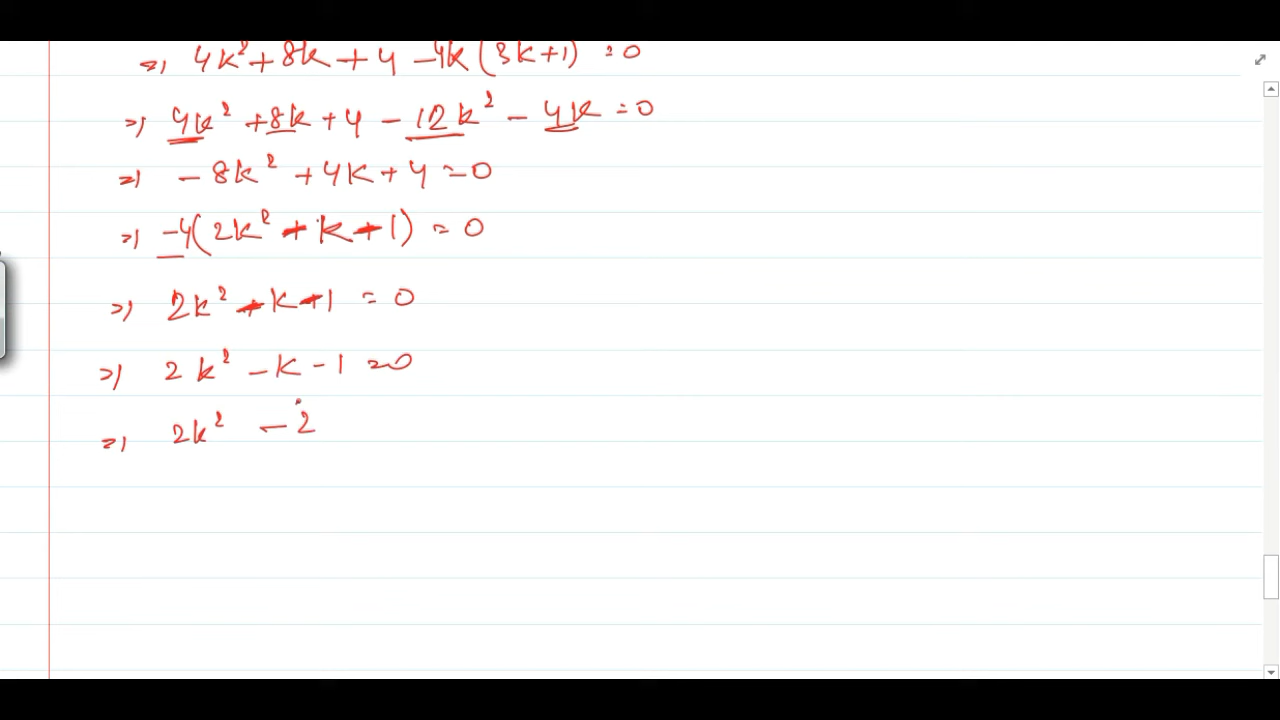 ⇒ 4k² + 8k + 4 - 4k(3k+1) = 0
⇒ 4k² + 8k + 4 - 12k² - 4k = 0
⇒ - 8k² + 4k + 4 = 0
⇒ -4(2k² - k - 1) = 0
⇒ 2k² - k - 1 = 0
⇒ 2k² - k - 1 = 0
⇒ 2k² - 2